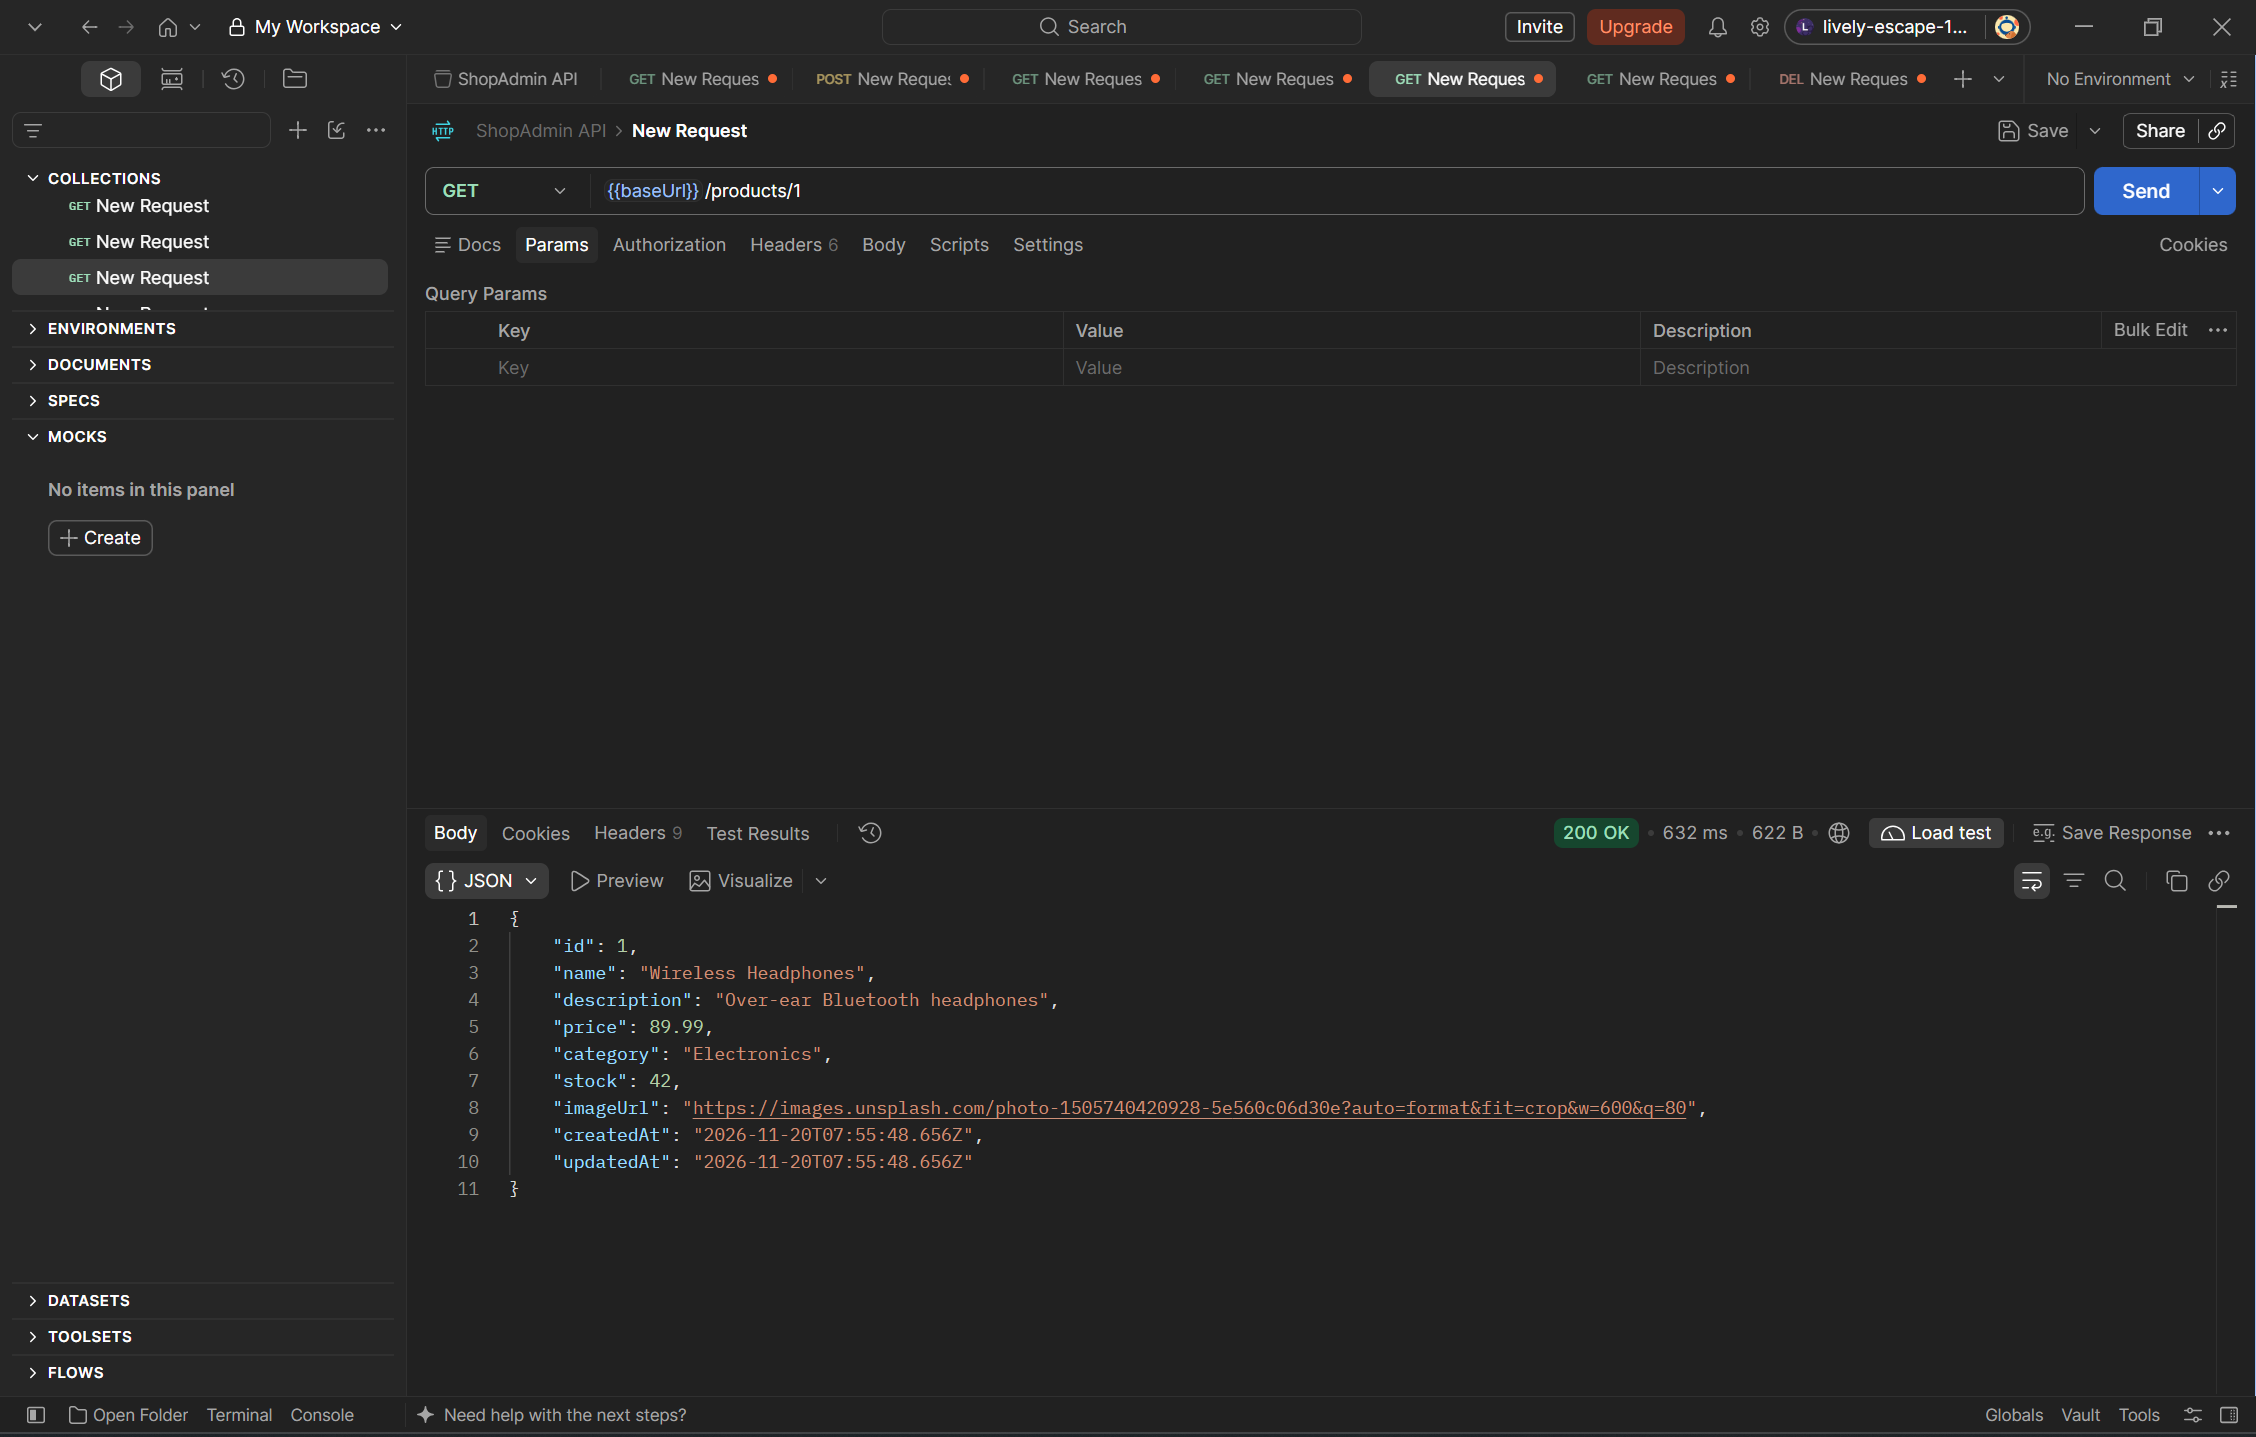 My Workspace
Search
Invite
Upgrade
L
lively-escape-1...
ShopAdmin API
GET New Reques
POST New Reques
GET New Reques
GET New Reques
GET New Reques
GET New Reques
DEL New Reques
No Environment
HTTP
ShopAdmin API > New Request
Save
Share
COLLECTIONS
GET New Request
GET New Request
GET New Request
ENVIRONMENTS
DOCUMENTS
SPECS
MOCKS
No items in this panel
Create
DATASETS
TOOLSETS
FLOWS
GET
{{baseUrl}} /products/1
Send
Docs
Params
Authorization
Headers 6
Body
Scripts
Settings
Cookies
Query Params
Key Value Description Bulk Edit
Key Value Description
Body
Cookies
Headers 9
Test Results
200 OK • 632 ms • 622 B
Load test
e.g. Save Response
{} JSON
Preview
Visualize
1 {
2 "id": 1,
3 "name": "Wireless Headphones",
4 "description": "Over-ear Bluetooth headphones",
5 "price": 89.99,
6 "category": "Electronics",
7 "stock": 42,
8 "imageUrl": "https://images.unsplash.com/photo-1505740420928-5e560c06d30e?auto=format&fit=crop&w=600&q=80",
9 "createdAt": "2026-11-20T07:55:48.656Z",
10 "updatedAt": "2026-11-20T07:55:48.656Z"
11 }
Open Folder
Terminal
Console
Need help with the next steps?
Globals
Vault
Tools